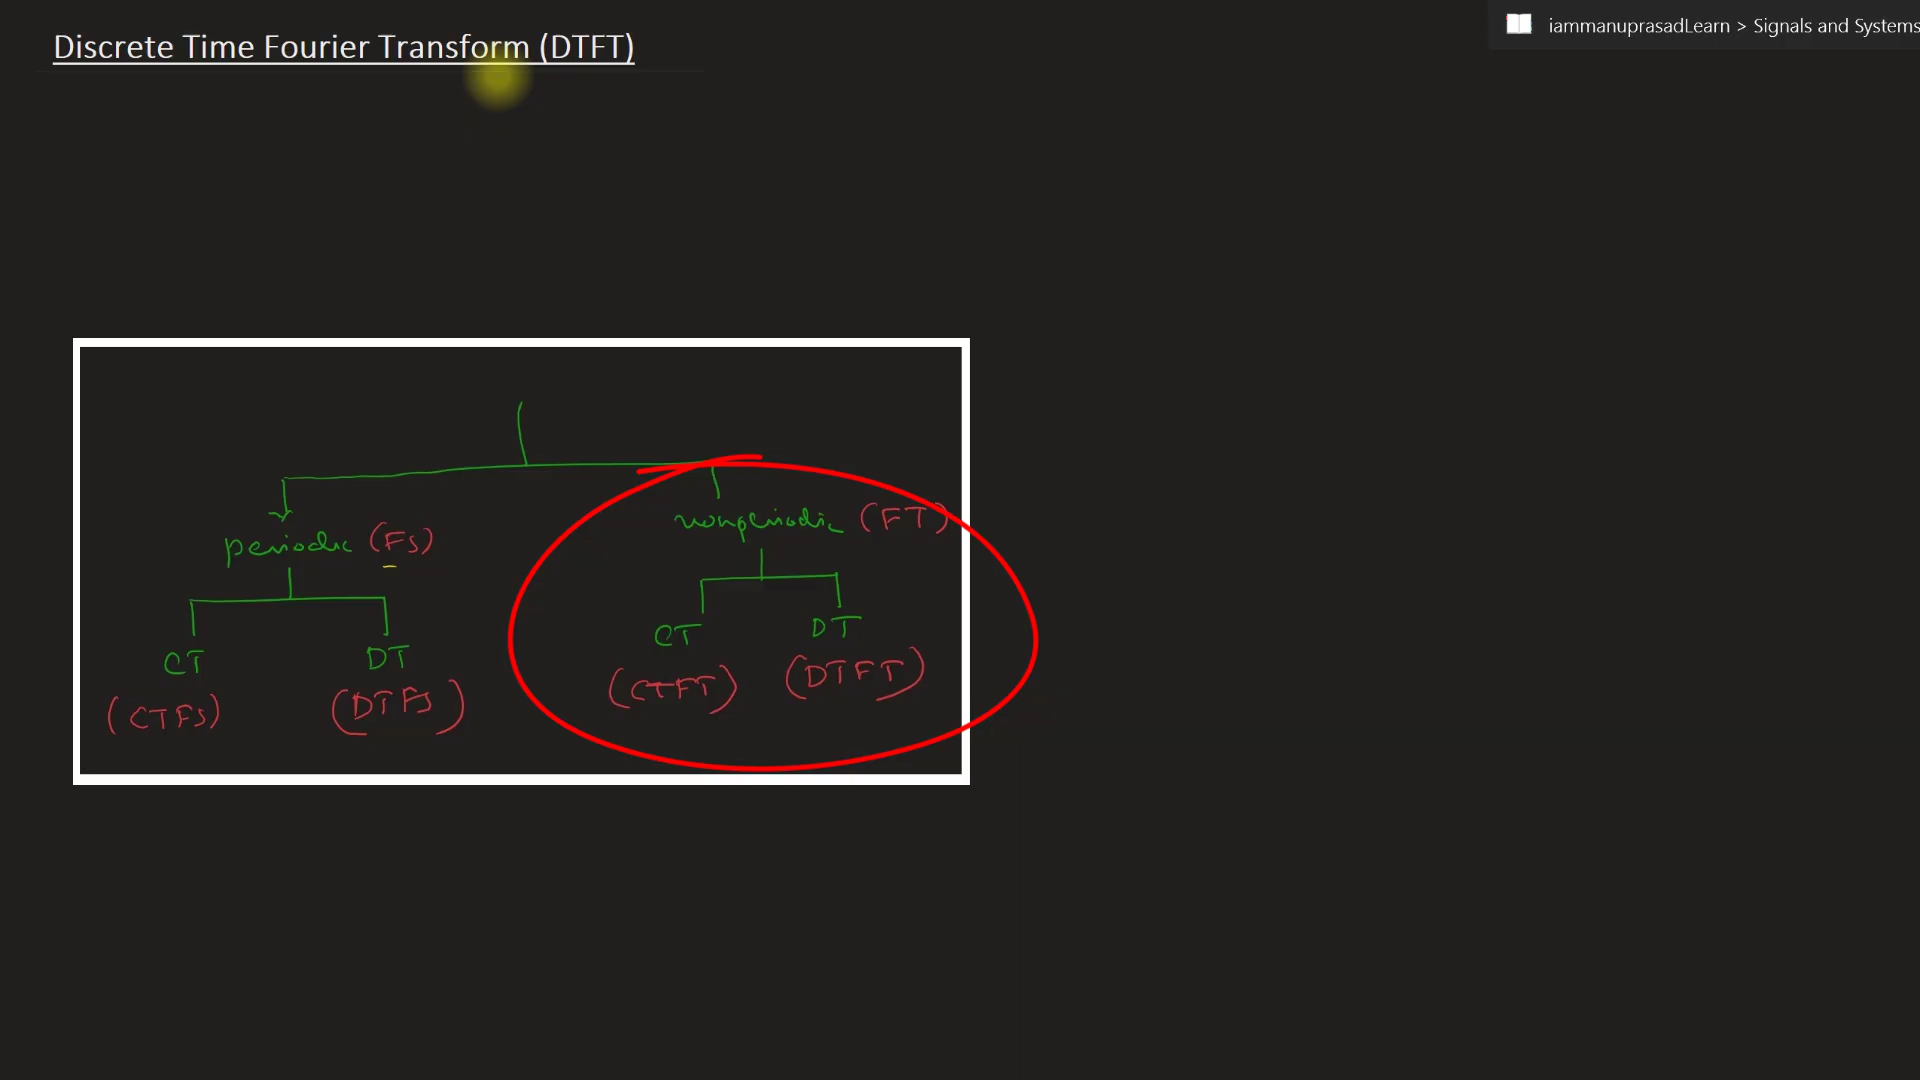 Discrete Time Fourier Transform (DTFT)
iammanuprasadLearn > Signals and Systems
periodic (FS)
nonperiodic (FT)
CT
DT
CT
DT
(CTFS)
(DTFS)
(CTFT)
(DTFT)